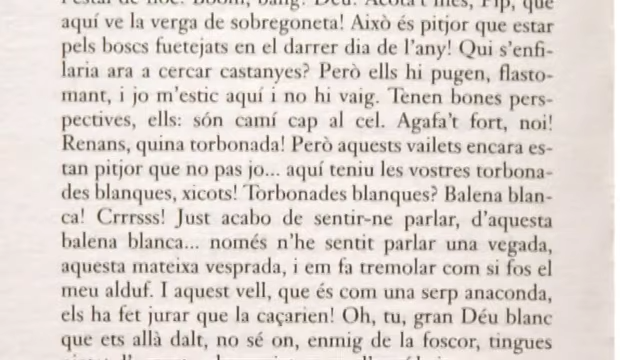 Acota't més, Pip, que
aquí ve la verga de sobregoneta! Això és pitjor que estar
pels boscs fuetejats en el darrer dia de l'any! Qui s'enfi-
laria ara a cercar castanyes? Però ells hi pugen, flasto-
mant, i jo m'estic aquí i no hi vaig. Tenen bones pers-
pectives, ells: són camí cap al cel. Agafa't fort, noi!
Renans, quina torbonada! Però aquests vailets encara es-
tan pitjor que no pas jo... aquí teniu les vostres torbona-
des blanques, xicots! Torbonades blanques? Balena blan-
ca! Crrrsss! Just acabo de sentir-ne parlar, d'aquesta
balena blanca... només n'he sentit parlar una vegada,
aquesta mateixa vesprada, i em fa tremolar com si fos el
meu alduf. I aquest vell, que és com una serp anaconda,
els ha fet jurar que la caçarien! Oh, tu, gran Déu blanc
que ets allà dalt, no sé on, enmig de la foscor, tingues